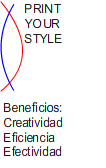 PRINT
YOUR
STYLE
Beneficios:
Creatividad
Eficiencia
Efectividad